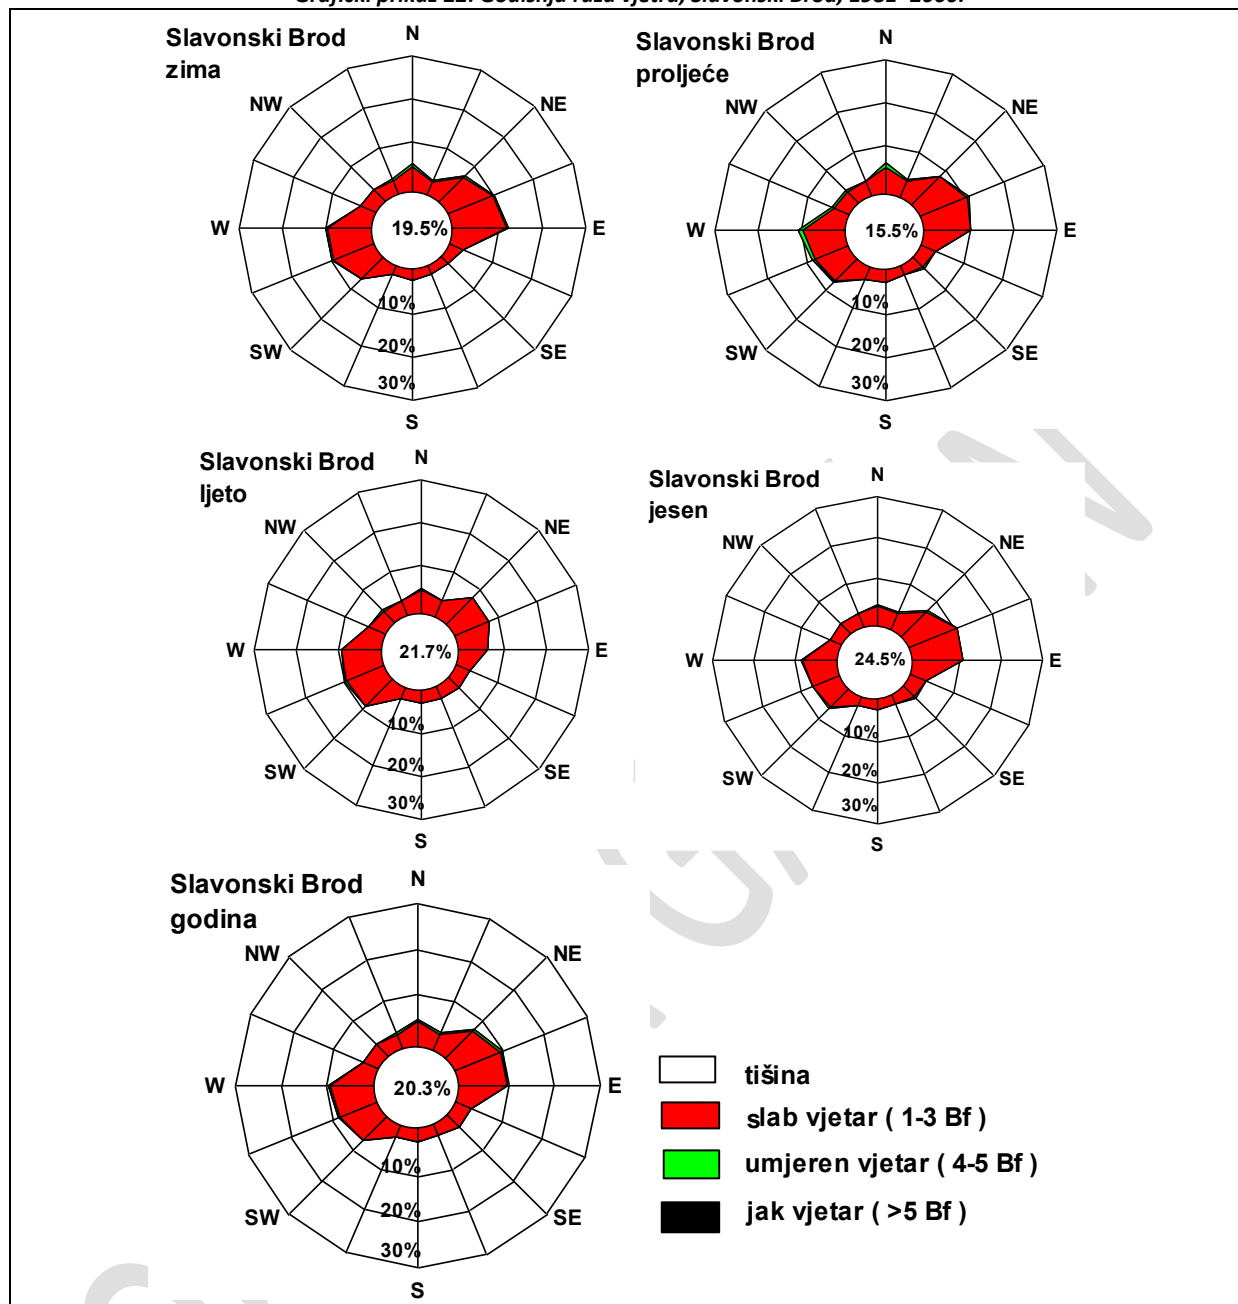 Slavonski Brod
zima
N
NE
E
SE
S
SW
W
NW
19.5%
10%
20%
30%
Slavonski Brod
proljeće
N
NE
E
SE
S
SW
W
NW
15.5%
10%
20%
30%
Slavonski Brod
ljeto
N
NE
E
SE
S
SW
W
NW
21.7%
10%
20%
30%
Slavonski Brod
jesen
N
NE
E
SE
S
SW
W
NW
24.5%
10%
20%
30%
Slavonski Brod
godina
N
NE
E
SE
S
SW
W
NW
20.3%
10%
20%
30%
tišina
slab vjetar ( 1-3 Bf )
umjeren vjetar ( 4-5 Bf )
jak vjetar ( >5 Bf )